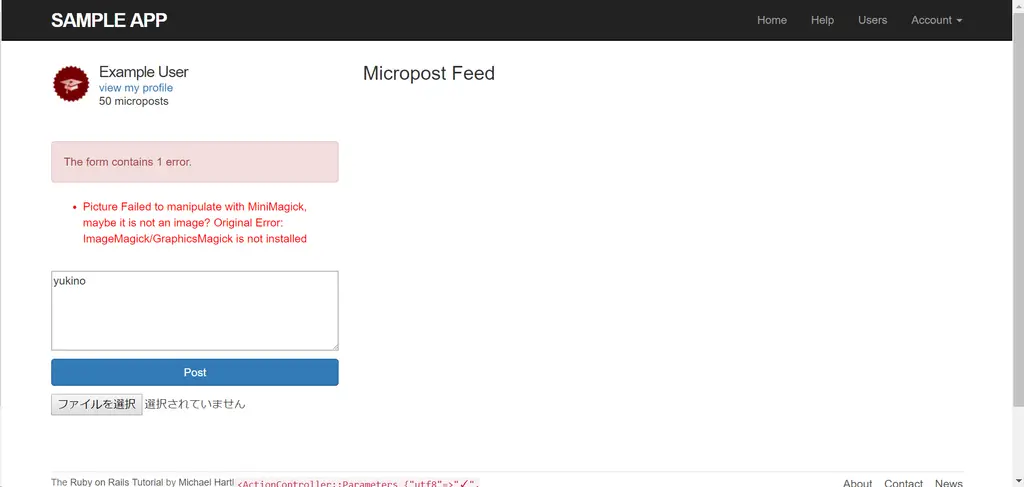 SAMPLE APP
Home Help Users Account
Example User
view my profile
50 microposts
Micropost Feed
The form contains 1 error.
Picture Failed to manipulate with MiniMagick,
maybe it is not an image? Original Error:
ImageMagick/GraphicsMagick is not installed
yukino
Post
ファイルを選択 選択されていません
The Ruby on Rails Tutorial by Michael Hartl <ActionController::Parameters {"utf8"=>"✓",
About Contact News